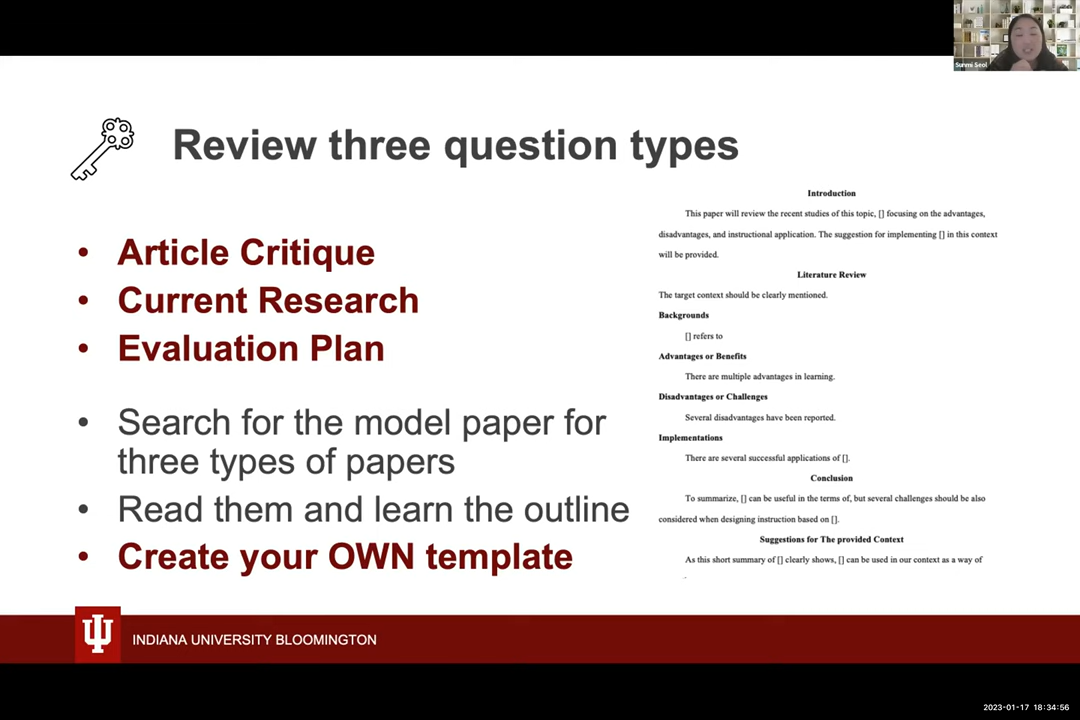 Sunmi Seol
Review three question types
• Article Critique
• Current Research
• Evaluation Plan
• Search for the model paper for
three types of papers
• Read them and learn the outline
• Create your OWN template
Introduction
This paper will review the recent studies of this topic, [] focusing on the advantages,
disadvantages, and instructional application. The suggestion for implementing [] in this context
will be provided.
Literature Review
The target context should be clearly mentioned.
Backgrounds
[] refers to
Advantages or Benefits
There are multiple advantages in learning.
Disadvantages or Challenges
Several disadvantages have been reported.
Implementations
There are several successful applications of [].
Conclusion
To summarize, [] can be useful in the terms of, but several challenges should be also
considered when designing instruction based on [].
Suggestions for The provided Context
As this short summary of [] clearly shows, [] can be used in our context as a way of
INDIANA UNIVERSITY BLOOMINGTON
2023-01-17 18:34:56